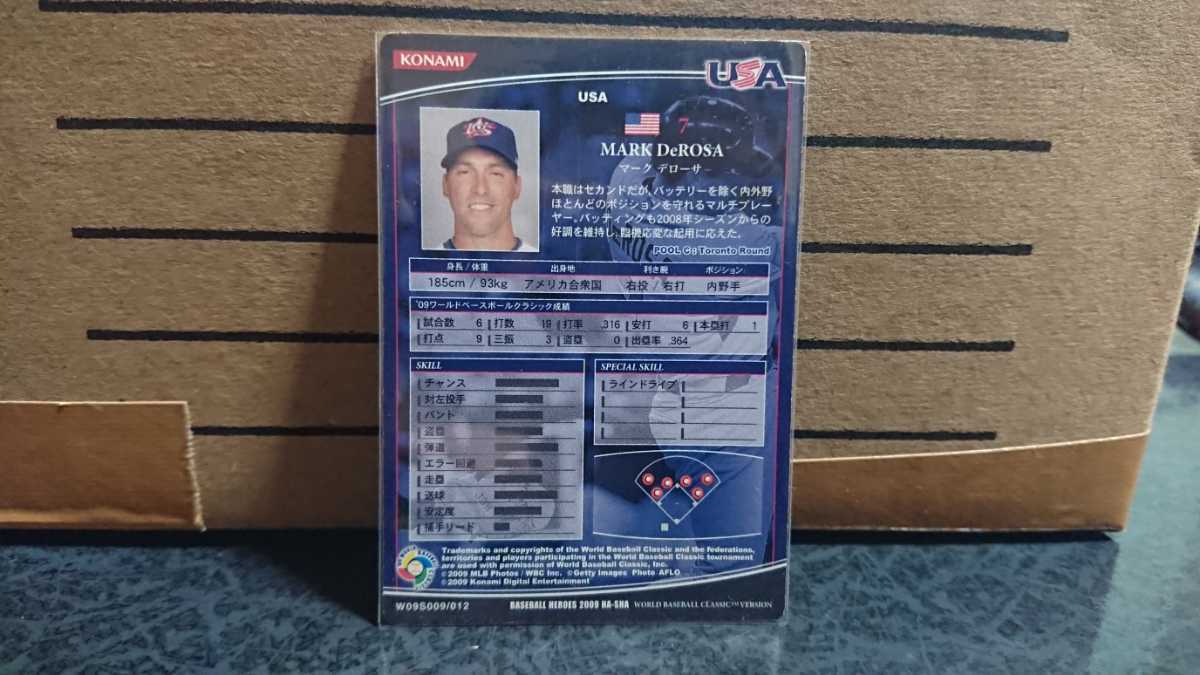 KONAMI
USA
USA
7
MARK DeROSA
マーク デローサ
本職はセカンドだが、バッテリーを除く内外野
ほとんどのポジションを守れるマルチプレー
ヤー。バッティングも2008年シーズンからの
好調を維持し、臨機応変な起用に応えた。
POOL C : Toronto Round
身長 / 体重 出身地 利き腕 ポジション
185cm / 93kg アメリカ合衆国 右投 / 右打 内野手
'09ワールドベースボールクラシック成績
試合数 6 打数 19 打率 .316 安打 6 本塁打 1
打点 9 三振 3 盗塁 0 出塁率 .364
SKILL
チャンス
対左投手
バント
盗塁
弾道
エラー回避
走塁
送球
安定度
捕手リード
SPECIAL SKILL
ラインドライブ
Trademarks and copyrights of the World Baseball Classic and the federations,
territories and players participating in the World Baseball Classic tournament
are used with permission of World Baseball Classic, Inc.
©2009 MLB Photos / WBC Inc. ©Getty Images Photo AFLO
©2009 Konami Digital Entertainment
W09S009/012
BASEBALL HEROES 2009 HA-SHA WORLD BASEBALL CLASSIC™ VERSION